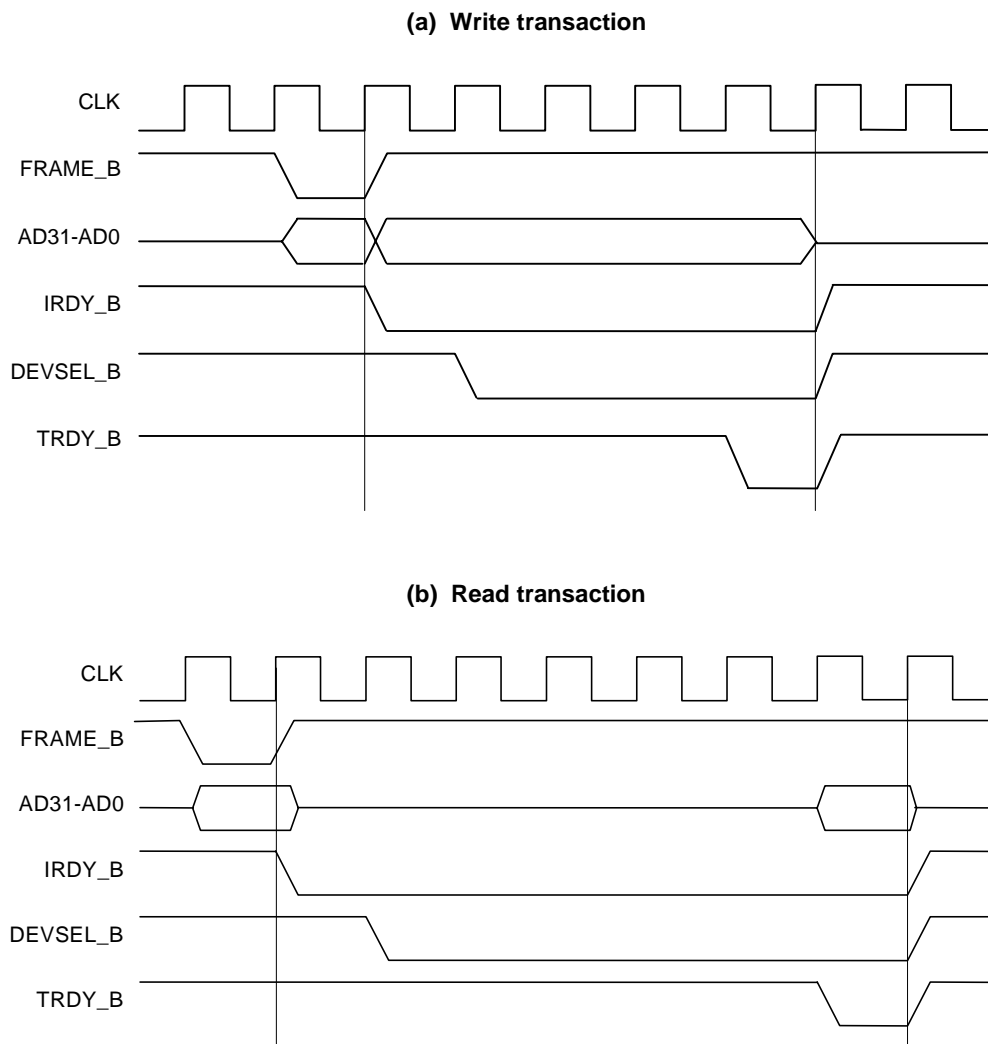 (a) Write transaction
CLK
FRAME_B
AD31-AD0
IRDY_B
DEVSEL_B
TRDY_B
(b) Read transaction
CLK
FRAME_B
AD31-AD0
IRDY_B
DEVSEL_B
TRDY_B